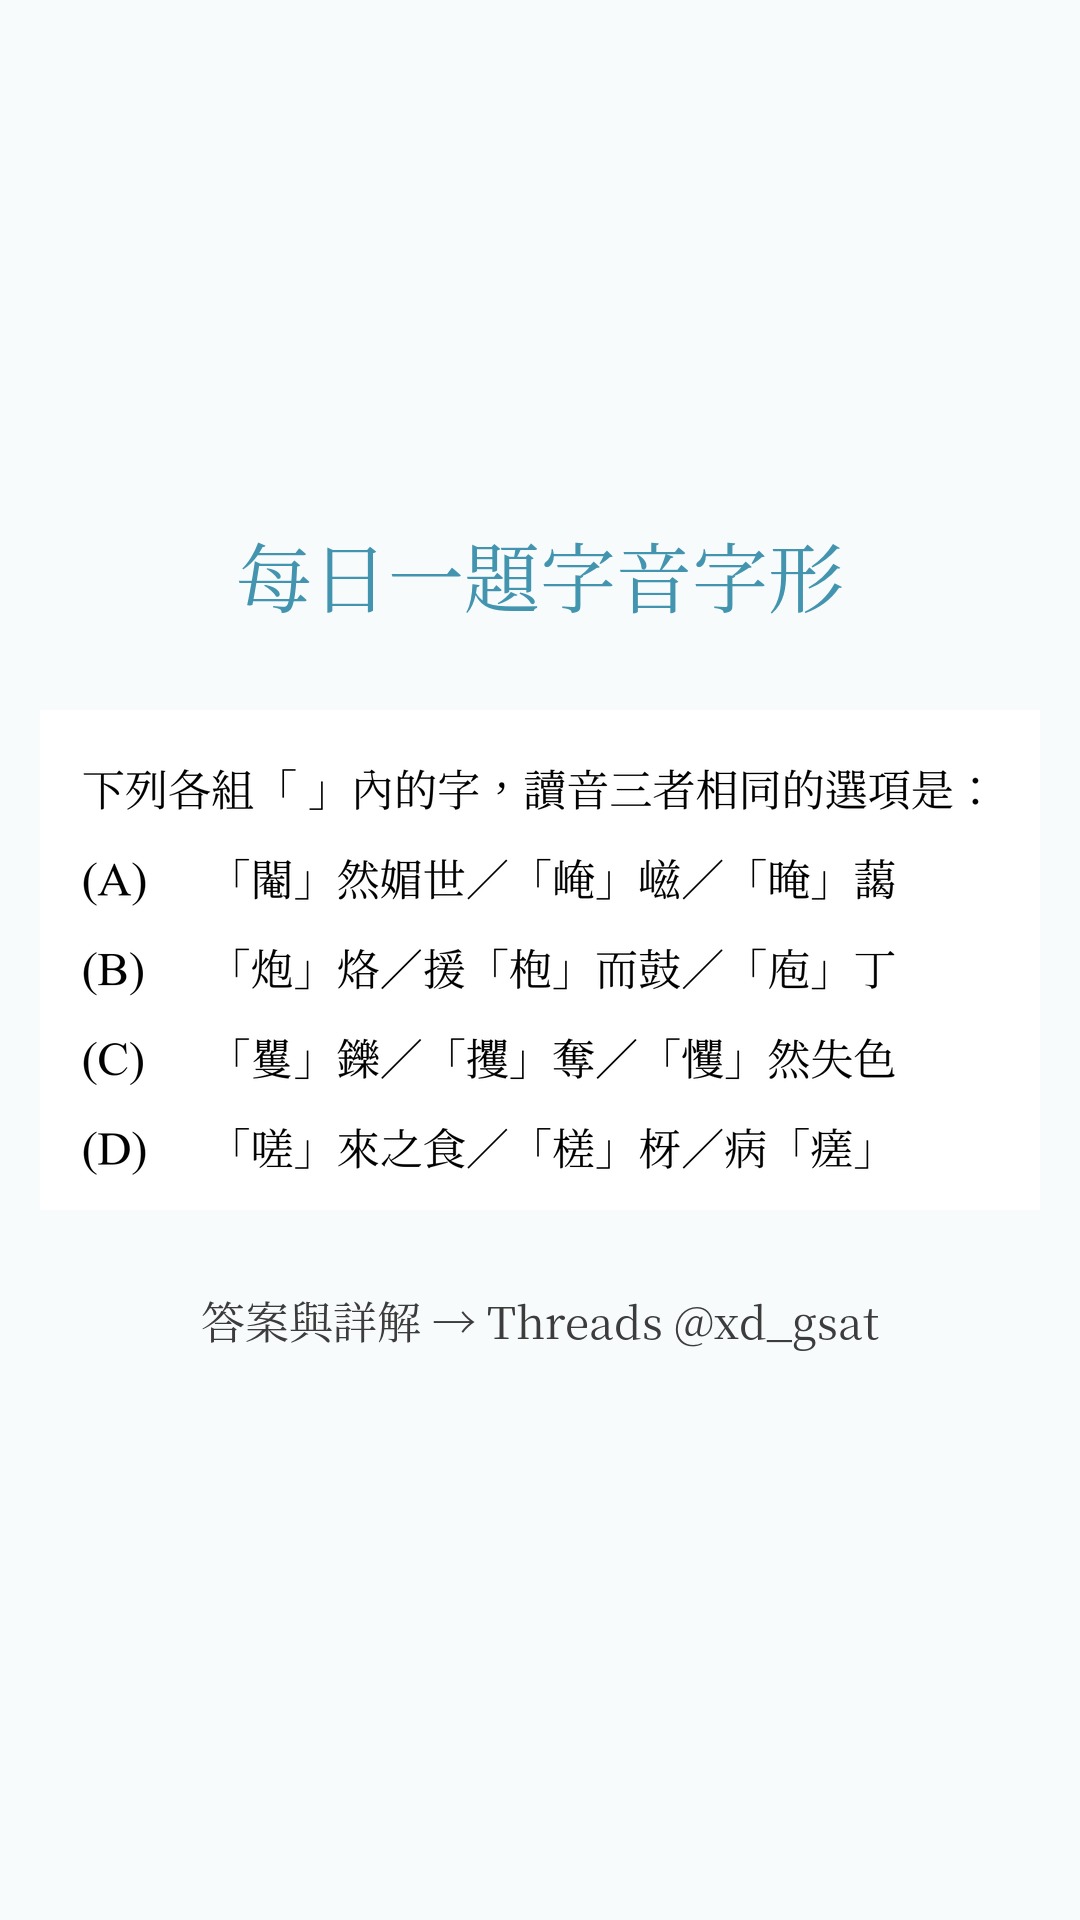 每日一題字音字形
下列各組「 」內的字，讀音三者相同的選項是：
(A) 「閹」然媚世／「崦」嵫／「晻」藹
(B) 「炮」烙／援「枹」而鼓／「庖」丁
(C) 「矍」鑠／「攫」奪／「戄」然失色
(D) 「嗟」來之食／「槎」枒／病「瘥」
答案與詳解 → Threads @xd_gsat